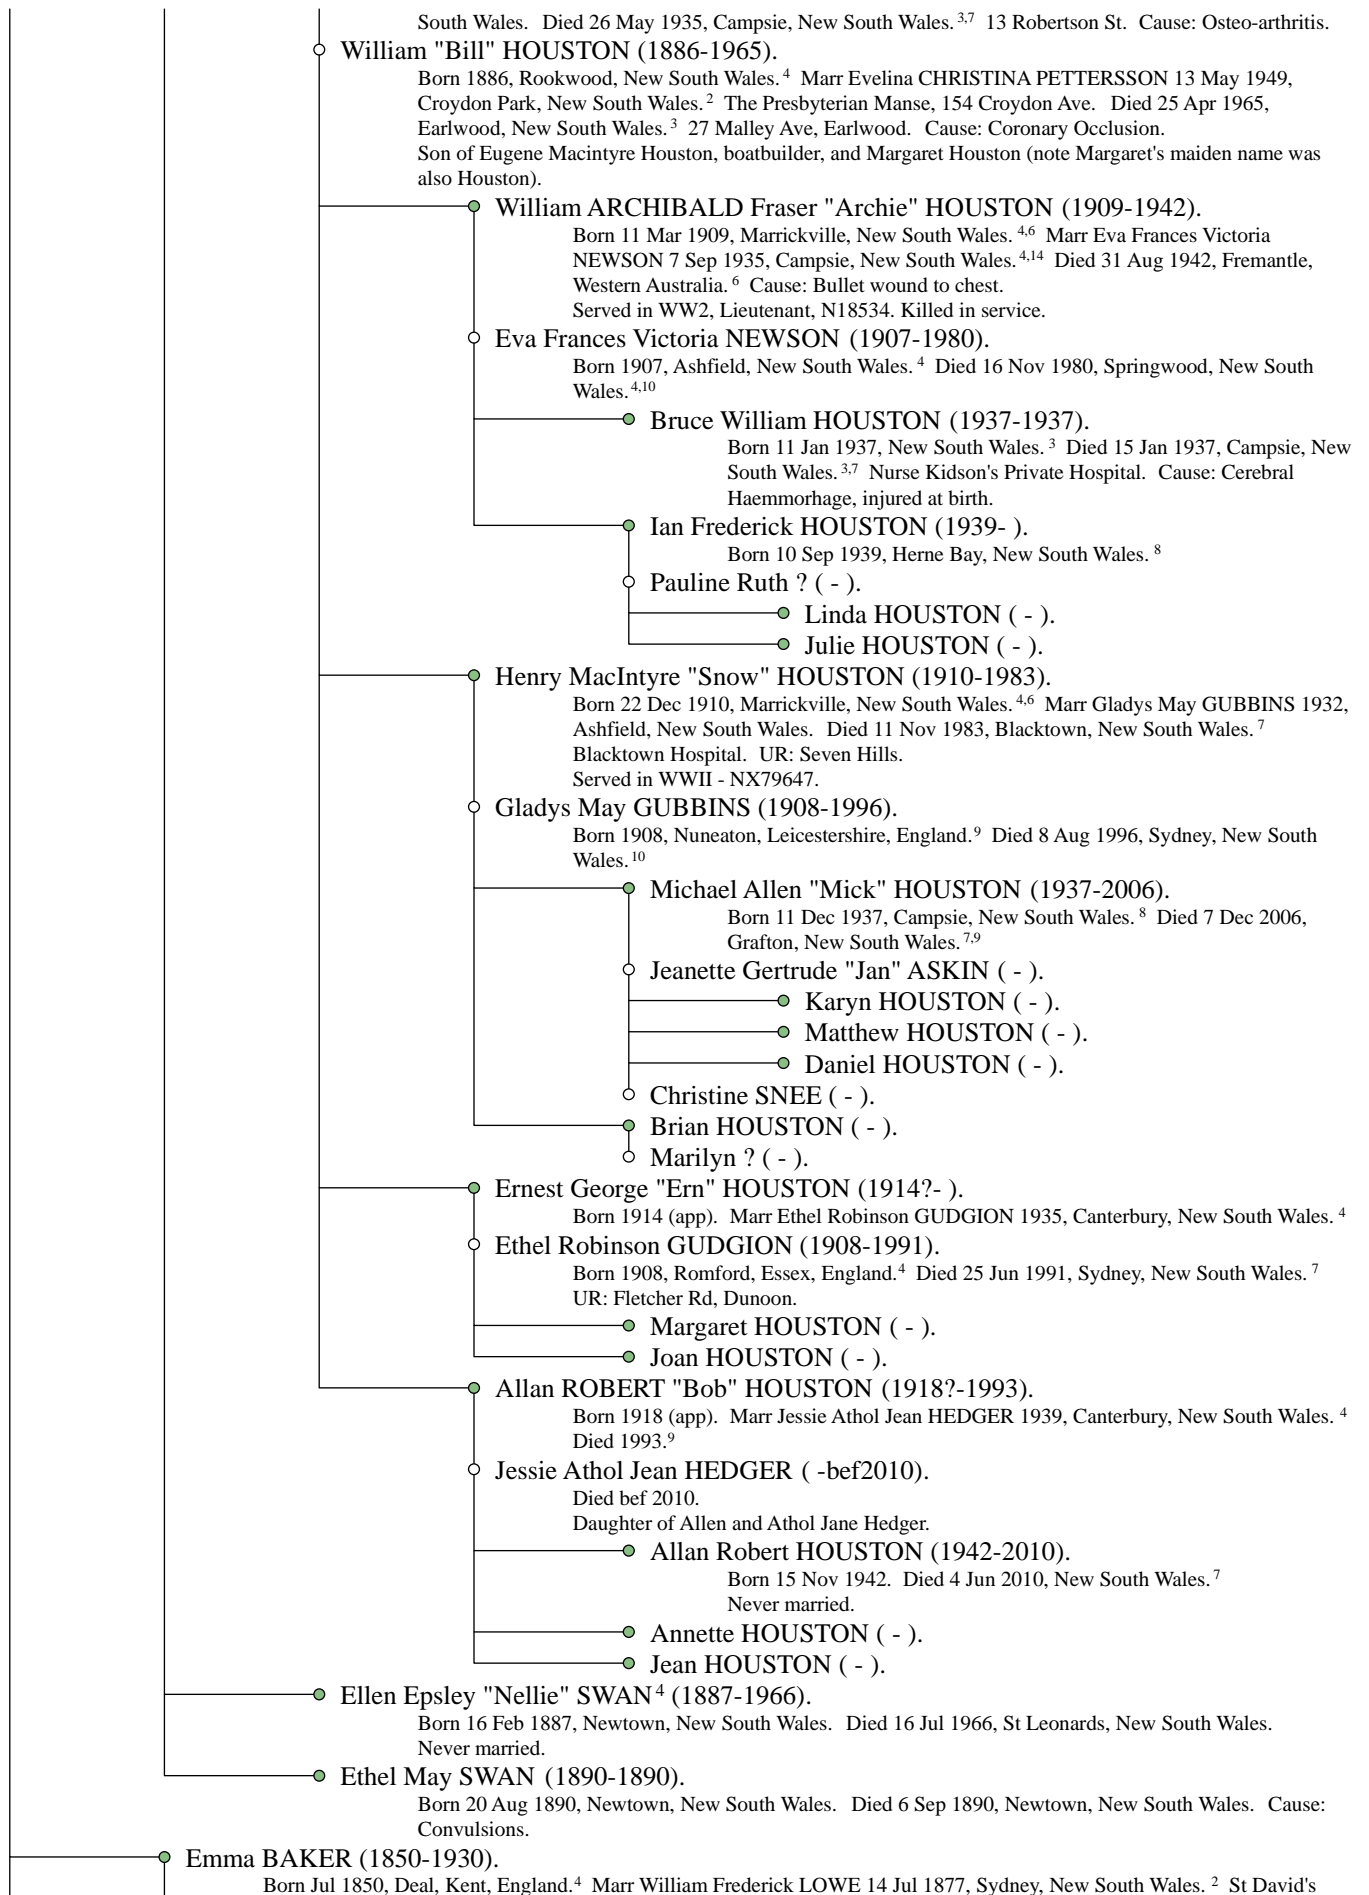 South Wales. Died 26 May 1935, Campsie, New South Wales. 3,7 13 Robertson St. Cause: Osteo-arthritis.
William "Bill" HOUSTON (1886-1965).
Born 1886, Rookwood, New South Wales. 4 Marr Evelina CHRISTINA PETTERSSON 13 May 1949,
Croydon Park, New South Wales. 2 The Presbyterian Manse, 154 Croydon Ave. Died 25 Apr 1965,
Earlwood, New South Wales. 3 27 Malley Ave, Earlwood. Cause: Coronary Occlusion.
Son of Eugene Macintyre Houston, boatbuilder, and Margaret Houston (note Margaret's maiden name was
also Houston).
William ARCHIBALD Fraser "Archie" HOUSTON (1909-1942).
Born 11 Mar 1909, Marrickville, New South Wales. 4,6 Marr Eva Frances Victoria
NEWSON 7 Sep 1935, Campsie, New South Wales. 4,14 Died 31 Aug 1942, Fremantle,
Western Australia. 6 Cause: Bullet wound to chest.
Served in WW2, Lieutenant, N18534. Killed in service.
Eva Frances Victoria NEWSON (1907-1980).
Born 1907, Ashfield, New South Wales. 4 Died 16 Nov 1980, Springwood, New South
Wales. 4,10
Bruce William HOUSTON (1937-1937).
Born 11 Jan 1937, New South Wales. 3 Died 15 Jan 1937, Campsie, New
South Wales. 3,7 Nurse Kidson's Private Hospital. Cause: Cerebral
Haemmorhage, injured at birth.
Ian Frederick HOUSTON (1939- ).
Born 10 Sep 1939, Herne Bay, New South Wales. 8
Pauline Ruth ? ( - ).
Linda HOUSTON ( - ).
Julie HOUSTON ( - ).
Henry MacIntyre "Snow" HOUSTON (1910-1983).
Born 22 Dec 1910, Marrickville, New South Wales. 4,6 Marr Gladys May GUBBINS 1932,
Ashfield, New South Wales. Died 11 Nov 1983, Blacktown, New South Wales. 7
Blacktown Hospital. UR: Seven Hills.
Served in WWII - NX79647.
Gladys May GUBBINS (1908-1996).
Born 1908, Nuneaton, Leicestershire, England. 9 Died 8 Aug 1996, Sydney, New South
Wales. 10
Michael Allen "Mick" HOUSTON (1937-2006).
Born 11 Dec 1937, Campsie, New South Wales. 8 Died 7 Dec 2006,
Grafton, New South Wales. 7,9
Jeanette Gertrude "Jan" ASKIN ( - ).
Karyn HOUSTON ( - ).
Matthew HOUSTON ( - ).
Daniel HOUSTON ( - ).
Christine SNEE ( - ).
Brian HOUSTON ( - ).
Marilyn ? ( - ).
Ernest George "Ern" HOUSTON (1914?- ).
Born 1914 (app). Marr Ethel Robinson GUDGION 1935, Canterbury, New South Wales. 4
Ethel Robinson GUDGION (1908-1991).
Born 1908, Romford, Essex, England. 4 Died 25 Jun 1991, Sydney, New South Wales. 7
UR: Fletcher Rd, Dunoon.
Margaret HOUSTON ( - ).
Joan HOUSTON ( - ).
Allan ROBERT "Bob" HOUSTON (1918?-1993).
Born 1918 (app). Marr Jessie Athol Jean HEDGER 1939, Canterbury, New South Wales. 4
Died 1993. 9
Jessie Athol Jean HEDGER ( -bef2010).
Died bef 2010.
Daughter of Allen and Athol Jane Hedger.
Allan Robert HOUSTON (1942-2010).
Born 15 Nov 1942. Died 4 Jun 2010, New South Wales. 7
Never married.
Annette HOUSTON ( - ).
Jean HOUSTON ( - ).
Ellen Epsley "Nellie" SWAN 4 (1887-1966).
Born 16 Feb 1887, Newtown, New South Wales. Died 16 Jul 1966, St Leonards, New South Wales.
Never married.
Ethel May SWAN (1890-1890).
Born 20 Aug 1890, Newtown, New South Wales. Died 6 Sep 1890, Newtown, New South Wales. Cause:
Convulsions.
Emma BAKER (1850-1930).
Born Jul 1850, Deal, Kent, England. 4 Marr William Frederick LOWE 14 Jul 1877, Sydney, New South Wales. 2 St David's